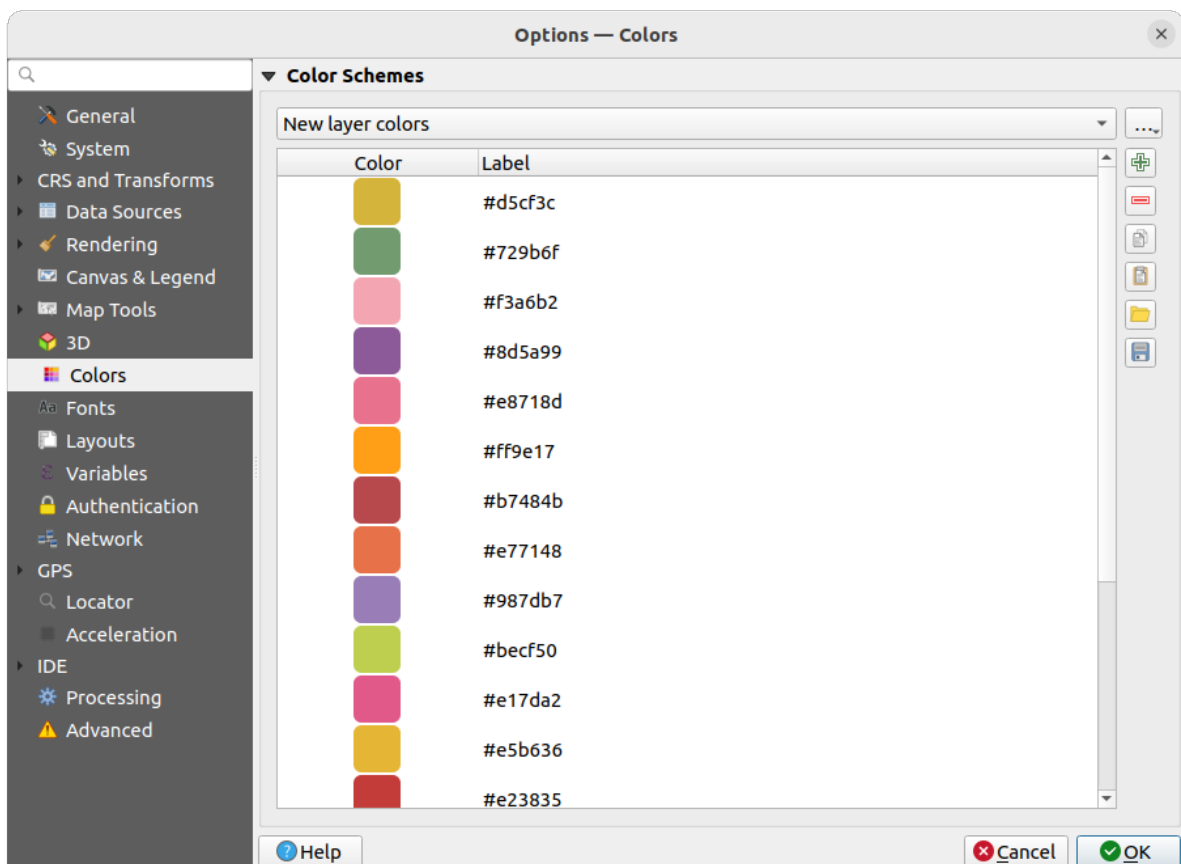 Options — Colors
Color Schemes
General
System
CRS and Transforms
Data Sources
Rendering
Canvas & Legend
Map Tools
3D
Colors
Aa Fonts
Layouts
ε Variables
Authentication
Network
GPS
Locator
Acceleration
IDE
Processing
Advanced
New layer colors
...
Color Label
#d5cf3c
#729b6f
#f3a6b2
#8d5a99
#e8718d
#ff9e17
#b7484b
#e77148
#987db7
#becf50
#e17da2
#e5b636
#e23835
Help
Cancel
OK